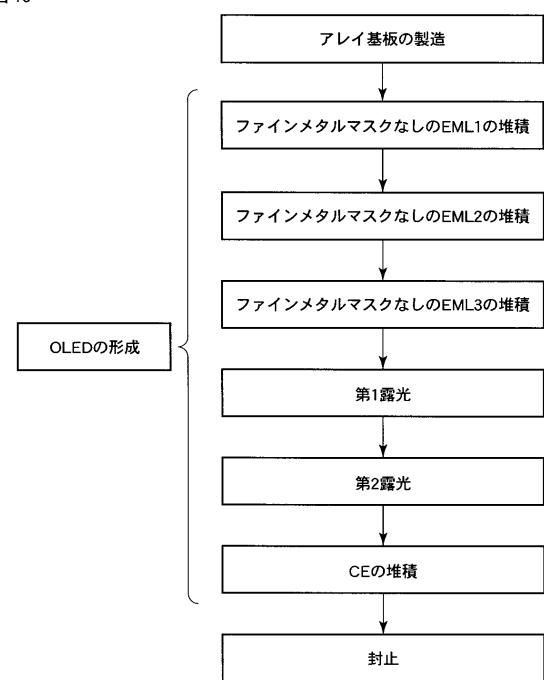 アレイ基板の製造
ファインメタルマスクなしのEML1の堆積
ファインメタルマスクなしのEML2の堆積
ファインメタルマスクなしのEML3の堆積
OLEDの形成
第1露光
第2露光
CEの堆積
封止